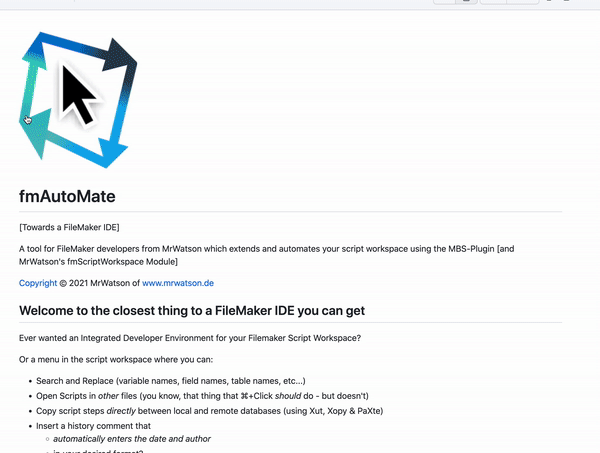 fmAutoMate
[Towards a FileMaker IDE]
A tool for FileMaker developers from MrWatson which extends and automates your script workspace using the MBS-Plugin [and
MrWatson's fmScriptWorkspace Module]
Copyright © 2021 MrWatson of www.mrwatson.de
Welcome to the closest thing to a FileMaker IDE you can get
Ever wanted an Integrated Developer Environment for your Filemaker Script Workspace?
Or a menu in the script workspace where you can:
• Search and Replace (variable names, field names, table names, etc...)
• Open Scripts in other files (you know, that thing that ⌘+Click should do - but doesn't)
• Copy script steps directly between local and remote databases (using Xut, Xopy & PaXte)
• Insert a history comment that
◦ automatically enters the date and author
◦ in your desired format?